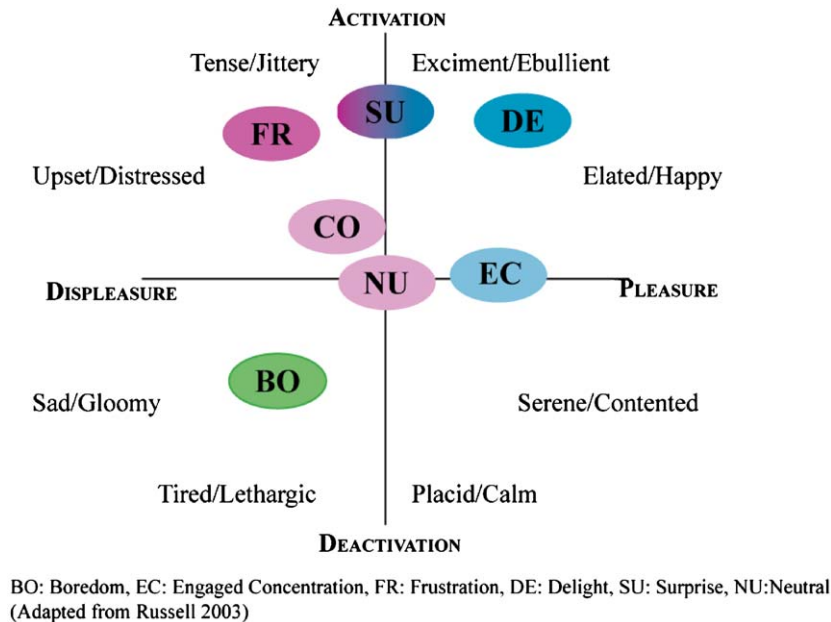 ACTIVATION
Tense/Jittery Exciment/Ebullient
SU
FR
DE
Upset/Distressed Elated/Happy
CO
NU
EC
DISPLEASURE PLEASURE
BO
Sad/Gloomy Serene/Contented
Tired/Lethargic Placid/Calm
DEACTIVATION
BO: Boredom, EC: Engaged Concentration, FR: Frustration, DE: Delight, SU: Surprise, NU:Neutral
(Adapted from Russell 2003)